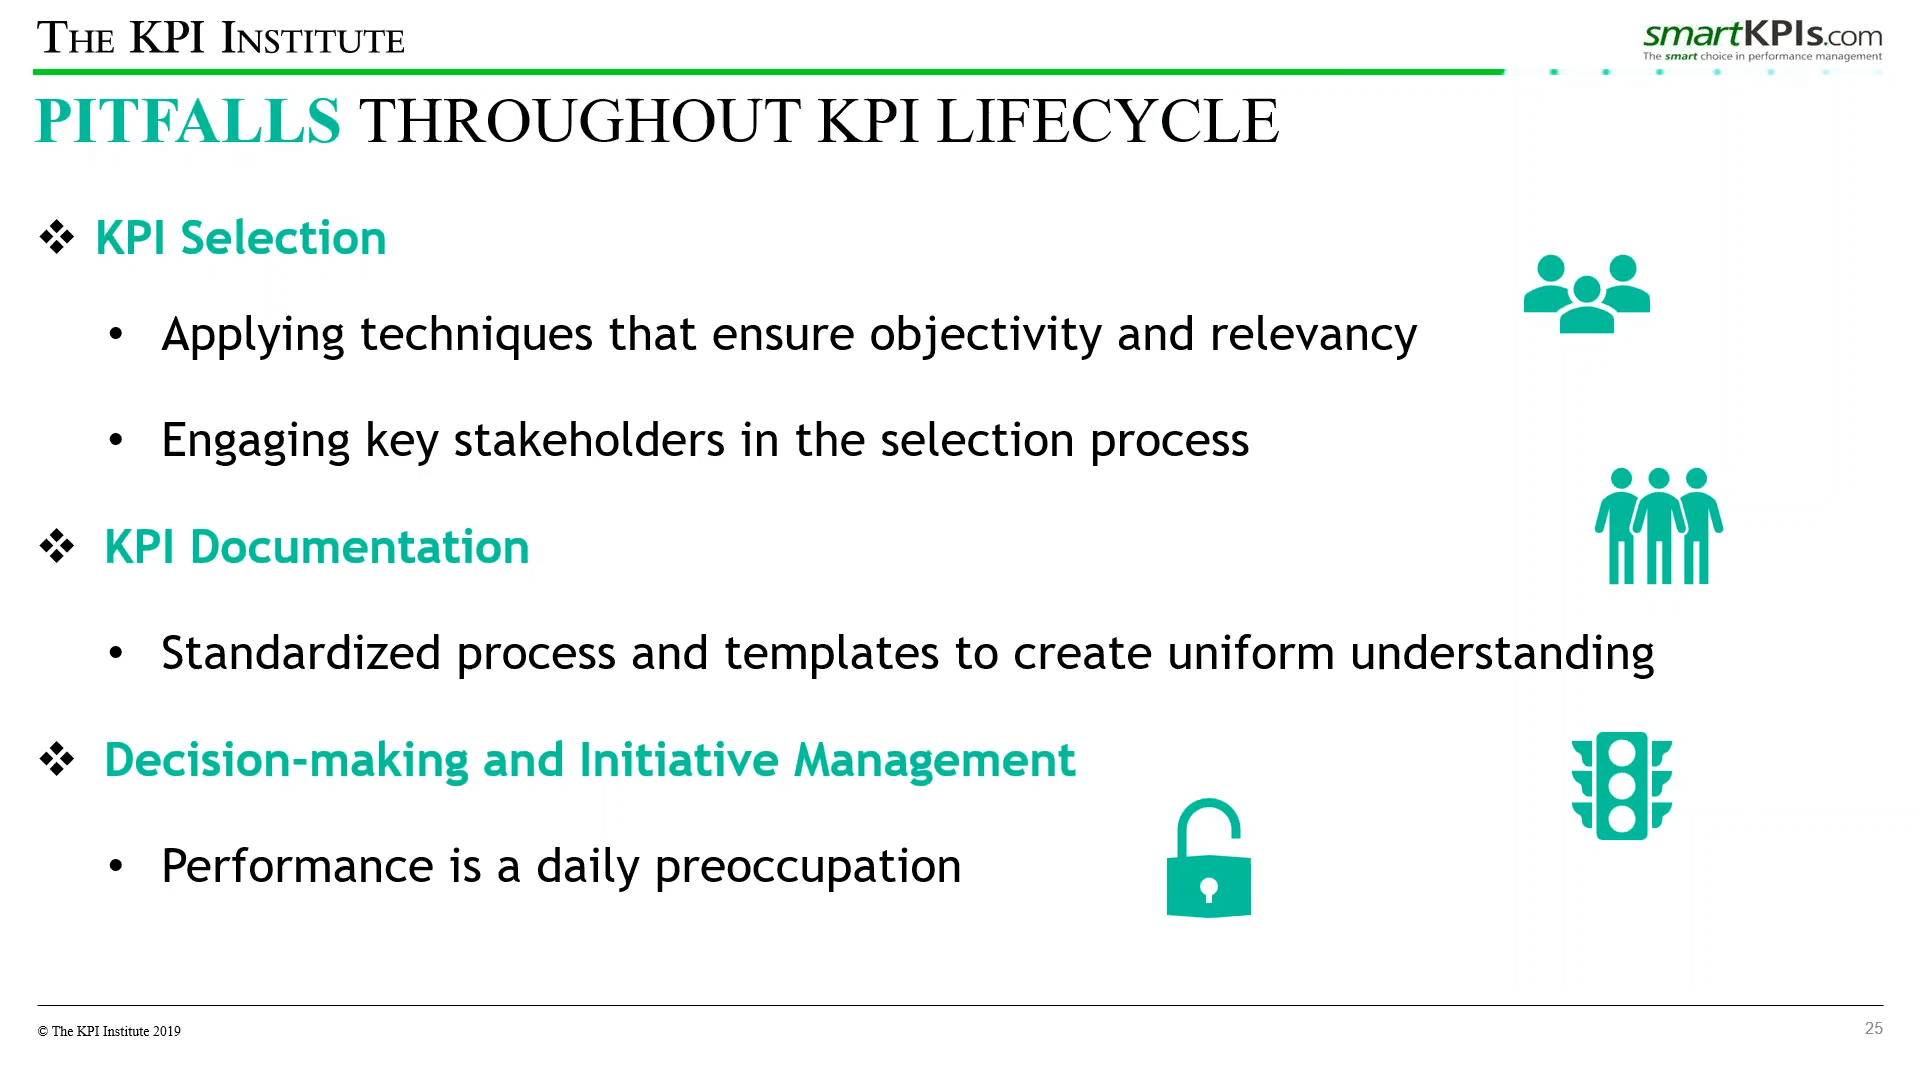 THE KPI INSTITUTE
smartKPIs.com
The smart choice in performance management
PITFALLS THROUGHOUT KPI LIFECYCLE
❖ KPI Selection
• Applying techniques that ensure objectivity and relevancy
• Engaging key stakeholders in the selection process
❖ KPI Documentation
• Standardized process and templates to create uniform understanding
❖ Decision-making and Initiative Management
• Performance is a daily preoccupation
© The KPI Institute 2019
25